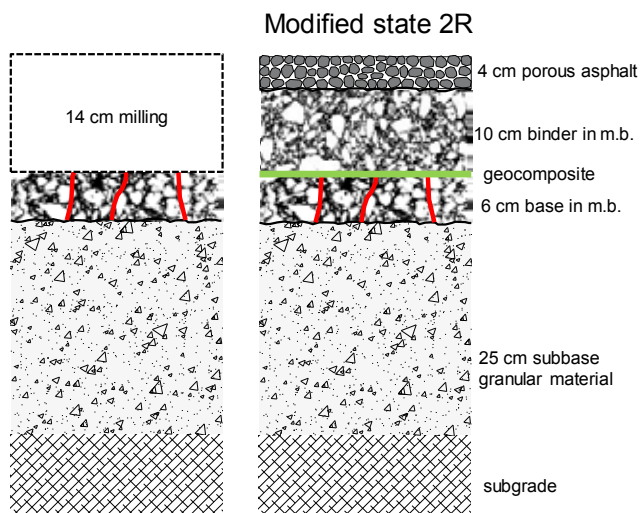 Modified state 2R
14 cm milling
4 cm porous asphalt
10 cm binder in m.b.
geocomposite
6 cm base in m.b.
25 cm subbase
granular material
subgrade